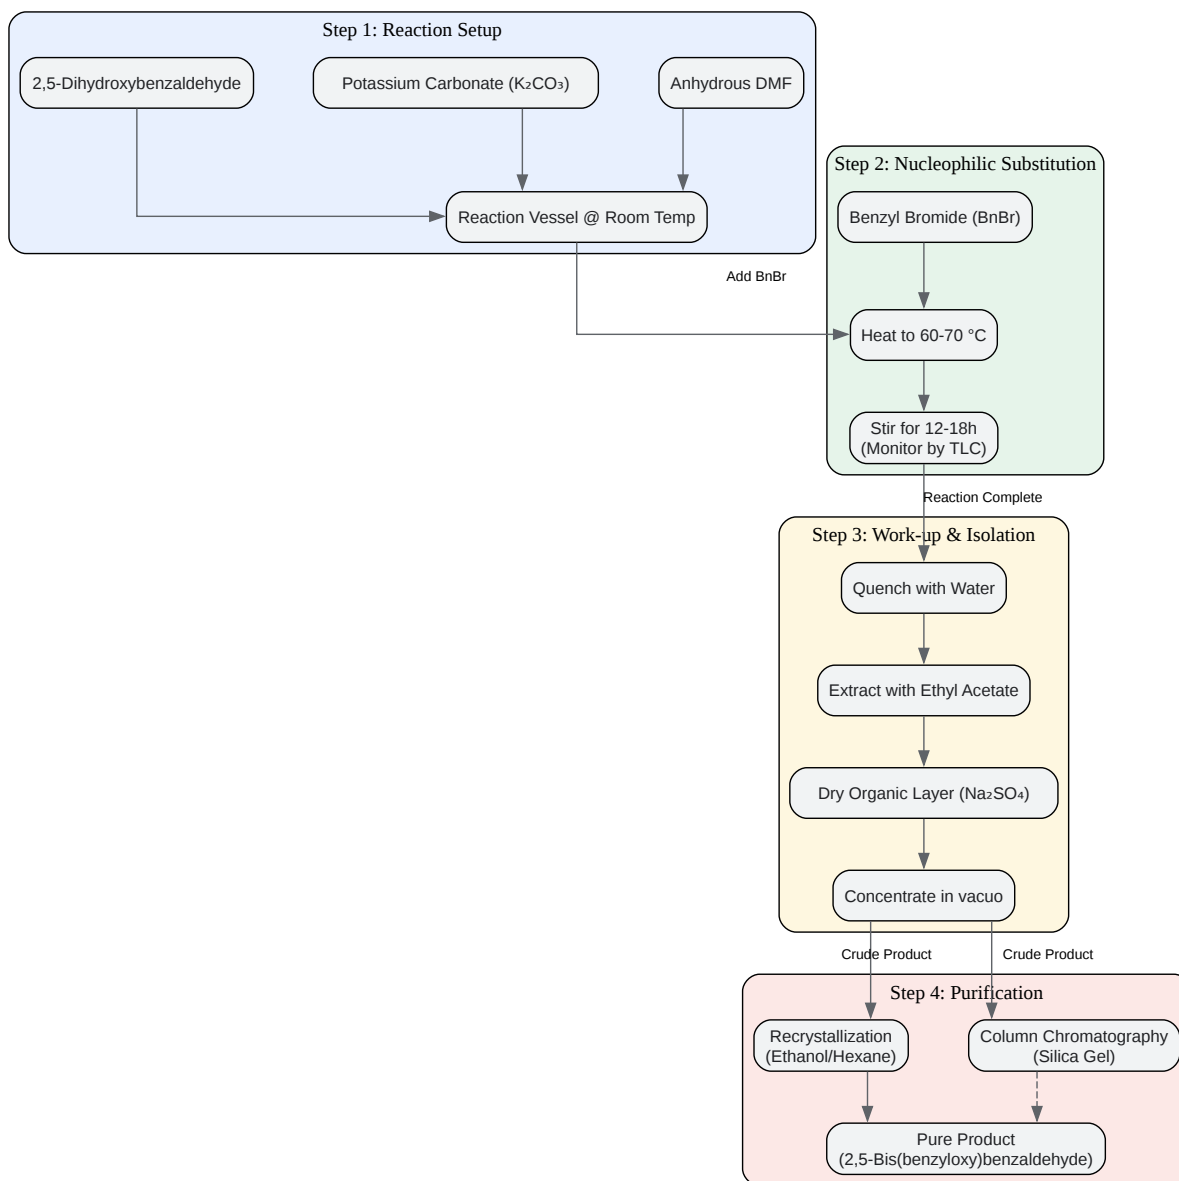 Step 1: Reaction Setup
2,5-Dihydroxybenzaldehyde
Potassium Carbonate (K₂CO₃)
Anhydrous DMF
Reaction Vessel @ Room Temp
Add BnBr
Step 2: Nucleophilic Substitution
Benzyl Bromide (BnBr)
Heat to 60-70 °C
Stir for 12-18h
(Monitor by TLC)
Reaction Complete
Step 3: Work-up & Isolation
Quench with Water
Extract with Ethyl Acetate
Dry Organic Layer (Na₂SO₄)
Concentrate in vacuo
Crude Product
Crude Product
Step 4: Purification
Recrystallization
(Ethanol/Hexane)
Column Chromatography
(Silica Gel)
Pure Product
(2,5-Bis(benzyloxy)benzaldehyde)